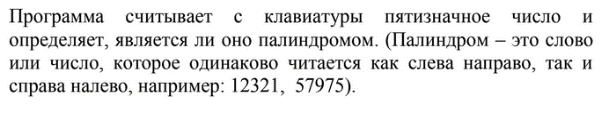 Программа считывает с клавиатуры пятизначное число и
определяет, является ли оно палиндромом. (Палиндром – это слово
или число, которое одинаково читается как слева направо, так и
справа налево, например: 12321, 57975).